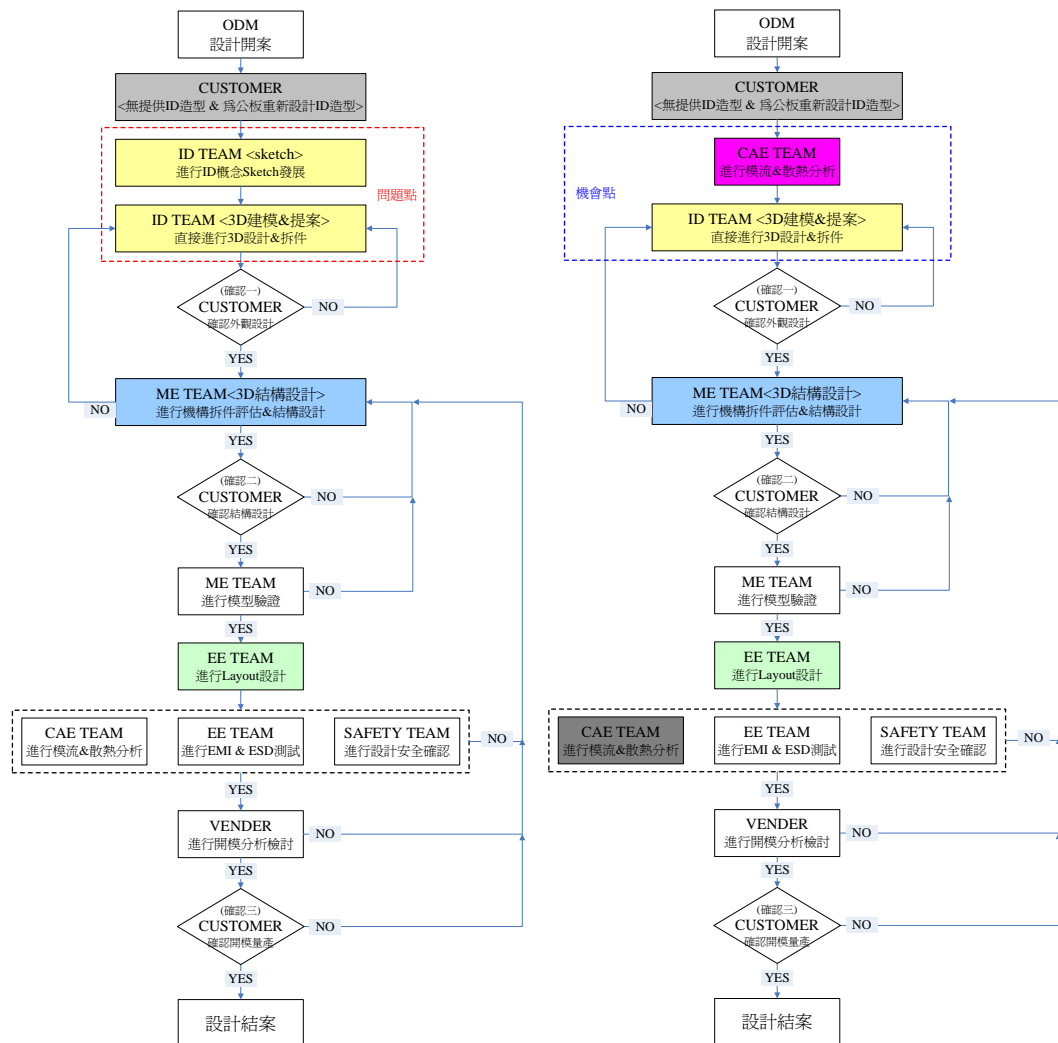 ODM
設計開案
CUSTOMER
<無提供ID造型 & 為公板重新設計ID造型>
ID TEAM <sketch>
進行ID概念Sketch發展
問題點
ID TEAM <3D建模&提案>
直接進行3D設計&拆件
(確認一)
CUSTOMER
確認外觀設計
NO
YES
ME TEAM<3D結構設計>
進行機構拆件評估&結構設計
NO
YES
(確認二)
CUSTOMER
確認結構設計
NO
YES
ME TEAM
進行模型驗證
NO
YES
EE TEAM
進行Layout設計
CAE TEAM
進行模流&散熱分析
EE TEAM
進行EMI & ESD測試
SAFETY TEAM
進行設計安全確認
NO
YES
VENDER
進行開模分析檢討
NO
YES
(確認三)
CUSTOMER
確認開模量產
NO
YES
設計結案
ODM
設計開案
CUSTOMER
<無提供ID造型 & 為公板重新設計ID造型>
CAE TEAM
進行模流&散熱分析
機會點
ID TEAM <3D建模&提案>
直接進行3D設計&拆件
(確認一)
CUSTOMER
確認外觀設計
NO
YES
ME TEAM<3D結構設計>
進行機構拆件評估&結構設計
NO
YES
(確認二)
CUSTOMER
確認結構設計
NO
YES
ME TEAM
進行模型驗證
NO
YES
EE TEAM
進行Layout設計
CAE TEAM
進行模流&散熱分析
EE TEAM
進行EMI & ESD測試
SAFETY TEAM
進行設計安全確認
NO
YES
VENDER
進行開模分析檢討
NO
YES
(確認三)
CUSTOMER
確認開模量產
NO
YES
設計結案